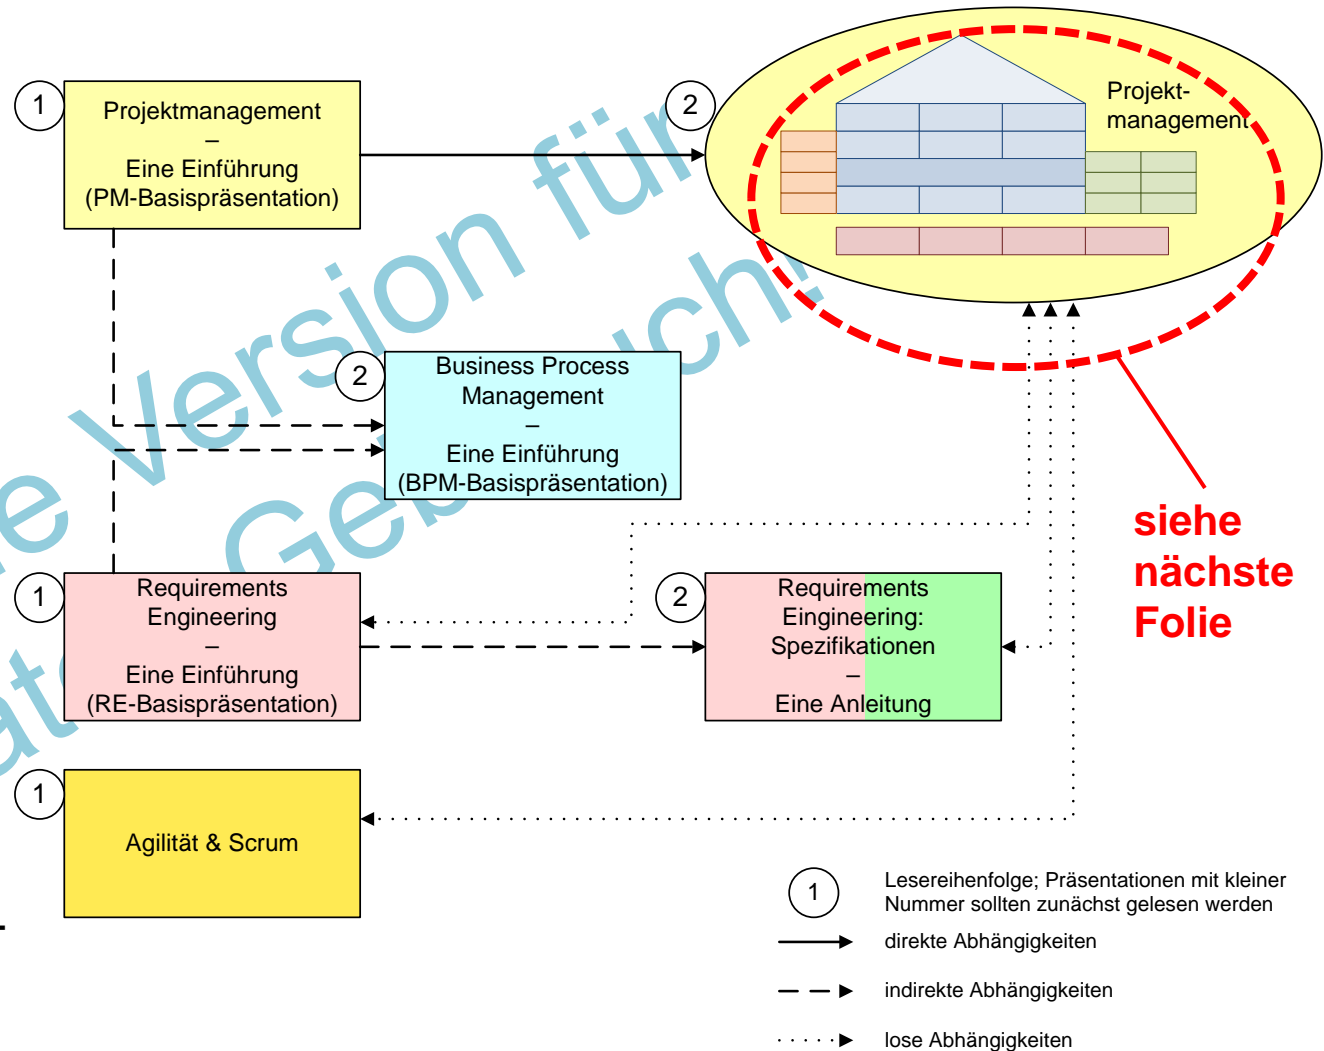 1
Projektmanagement
–
Eine Einführung
(PM-Basispräsentation)
2
Projekt-
management
2
Business Process
Management
–
Eine Einführung
(BPM-Basispräsentation)
siehe
nächste
Folie
1
Requirements
Engineering
–
Eine Einführung
(RE-Basispräsentation)
2
Requirements
Eingineering:
Spezifikationen
–
Eine Anleitung
1
Agilität & Scrum
1
Lesereihenfolge; Präsentationen mit kleiner
Nummer sollten zunächst gelesen werden
direkte Abhängigkeiten
indirekte Abhängigkeiten
lose Abhängigkeiten
Version für